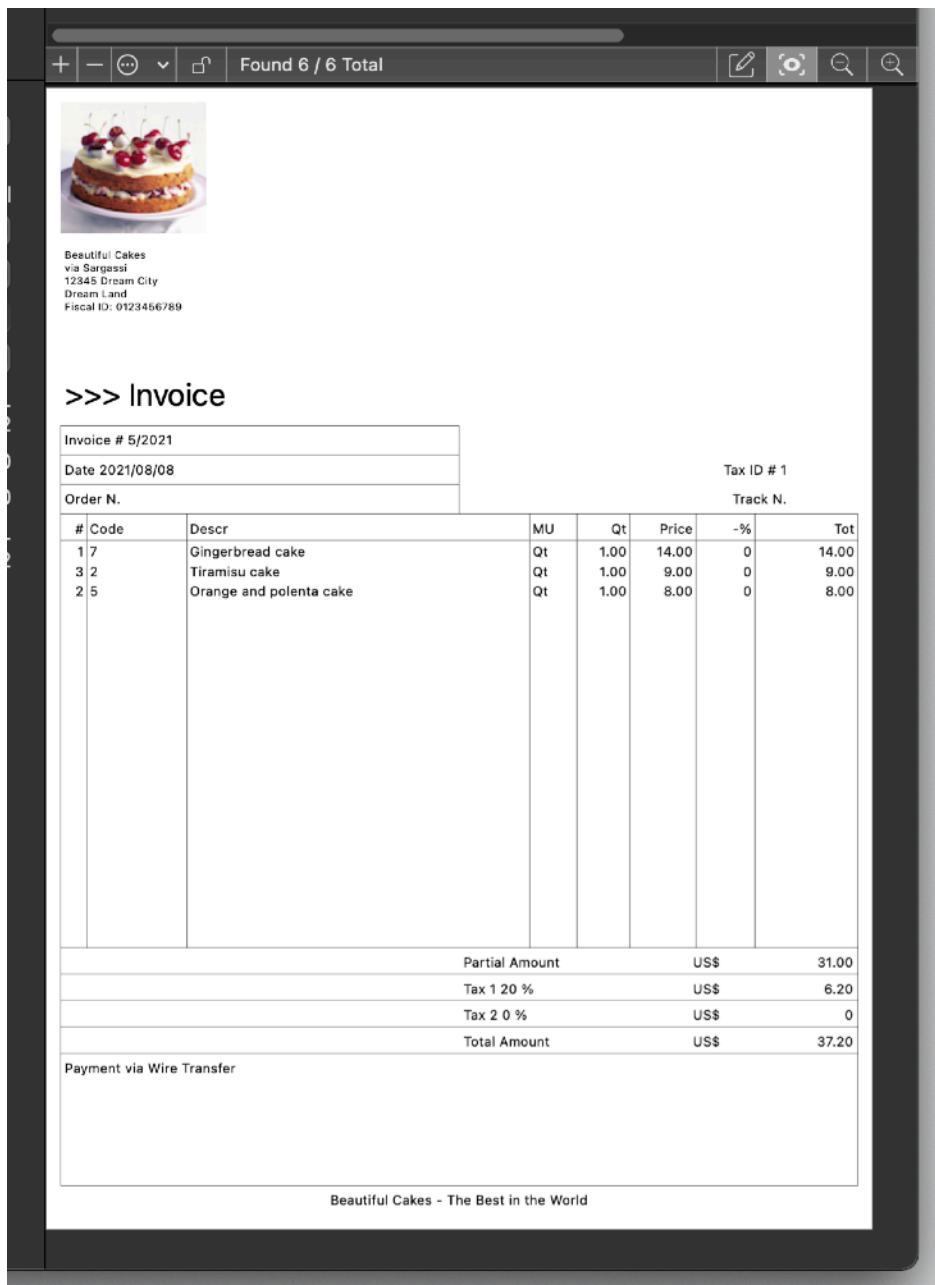 Found 6 / 6 Total
Beautiful Cakes
via Sargassi
12345 Dream City
Dream Land
Fiscal ID: 0123456789
>>> Invoice
Invoice # 5/2021
Date 2021/08/08 Tax ID # 1
Order N. Track N.
# Code Descr MU Qt Price -% Tot
1 7 Gingerbread cake Qt 1.00 14.00 0 14.00
3 2 Tiramisu cake Qt 1.00 9.00 0 9.00
2 5 Orange and polenta cake Qt 1.00 8.00 0 8.00
Partial Amount US$ 31.00
Tax 1 20 % US$ 6.20
Tax 2 0 % US$ 0
Total Amount US$ 37.20
Payment via Wire Transfer
Beautiful Cakes - The Best in the World